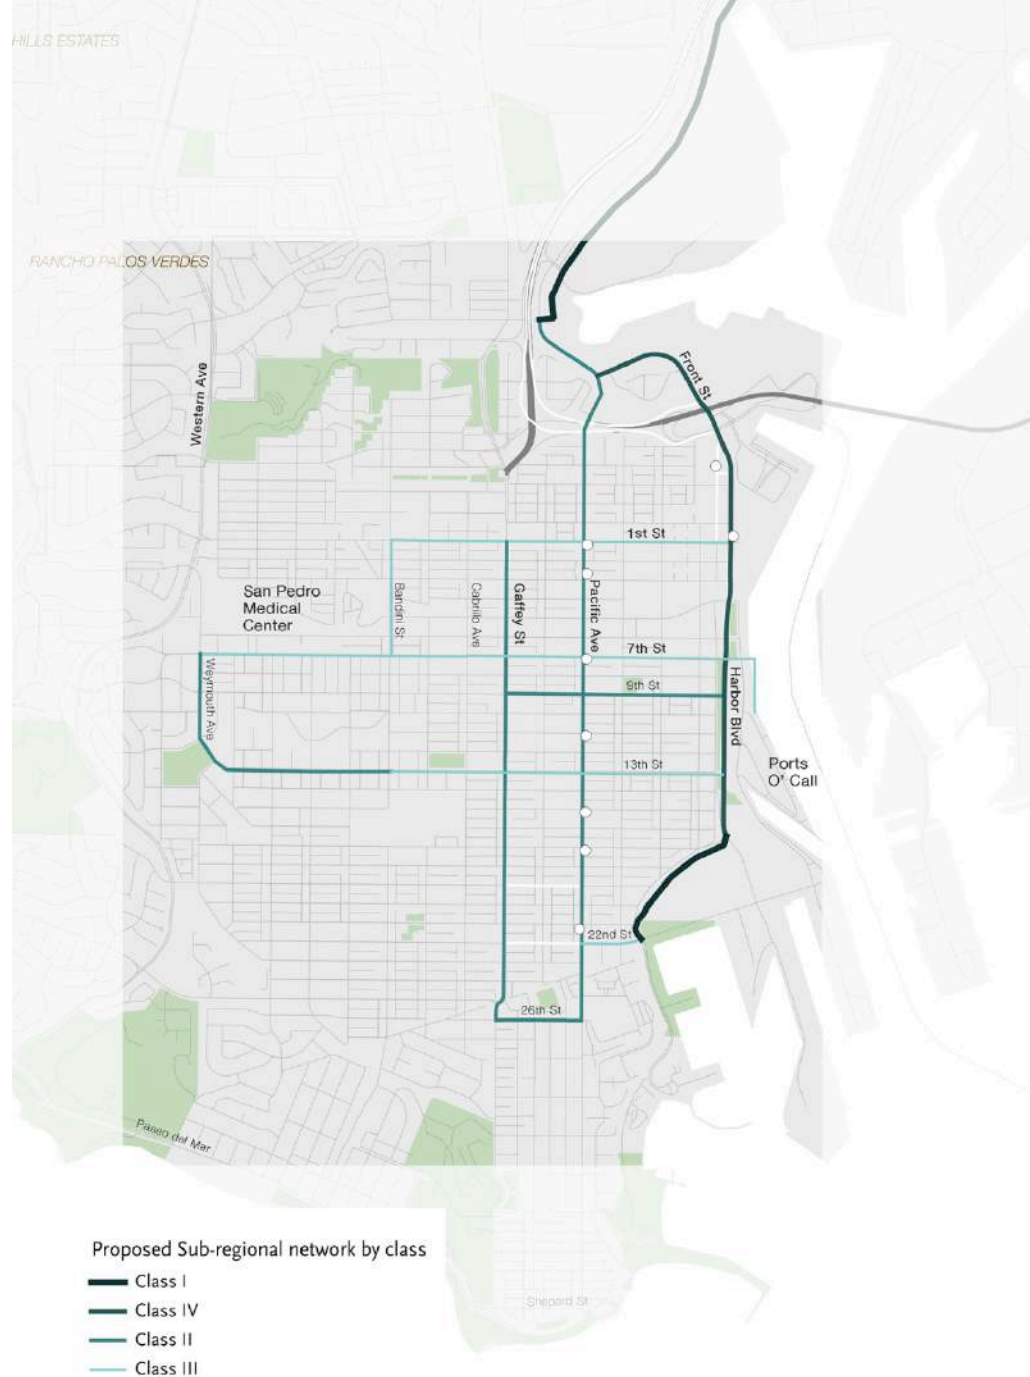 HILLS ESTATES
RANCHO PALOS VERDES
Western Ave
Front St
1st St
San Pedro
Medical
Center
Bandini St
Cabrillo Ave
Gaffey St
Pacific Ave
7th St
Weymouth Ave
9th St
Harbor Blvd
13th St
Ports
O' Call
22nd St
26th St
Paseo del Mar
Shepard St
Proposed Sub-regional network by class
Class I
Class IV
Class II
Class III